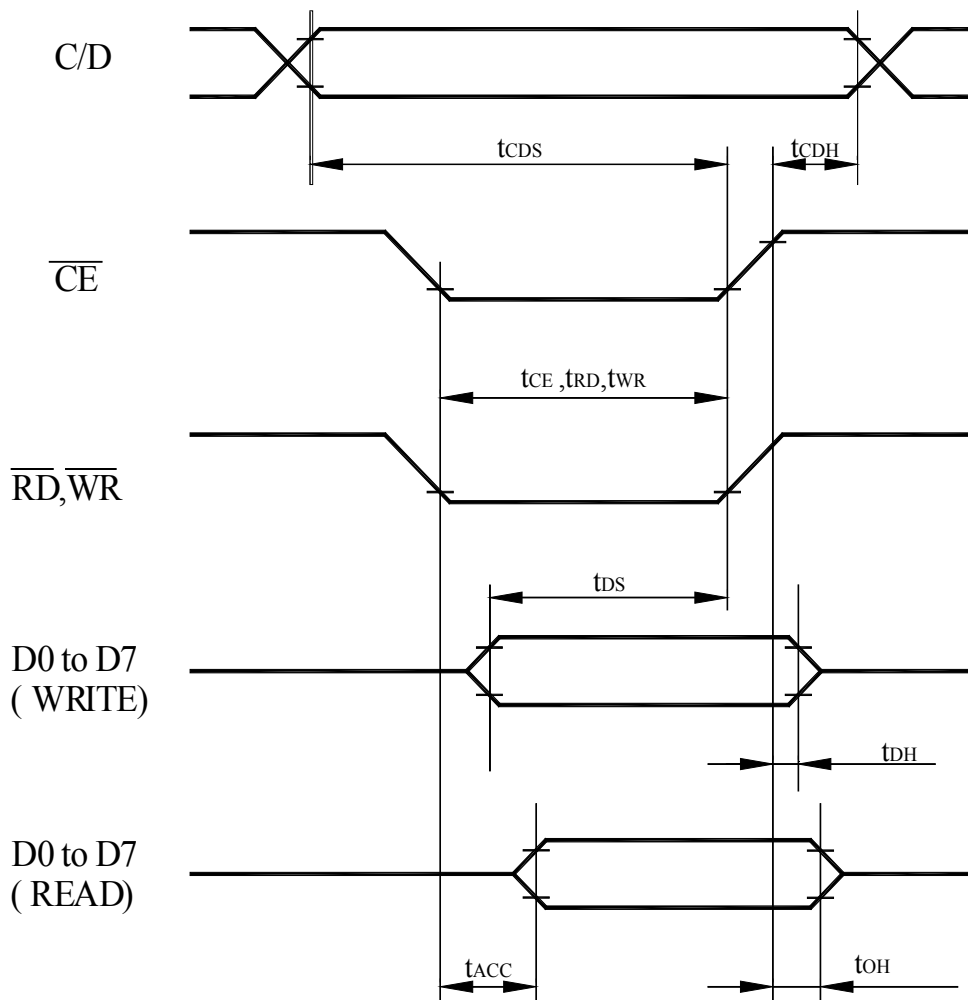 C/D
tCDS
tCDH
CE
tCE ,tRD,tWR
RD,WR
tDS
D0 to D7
( WRITE)
tDH
D0 to D7
( READ)
tACC
tOH